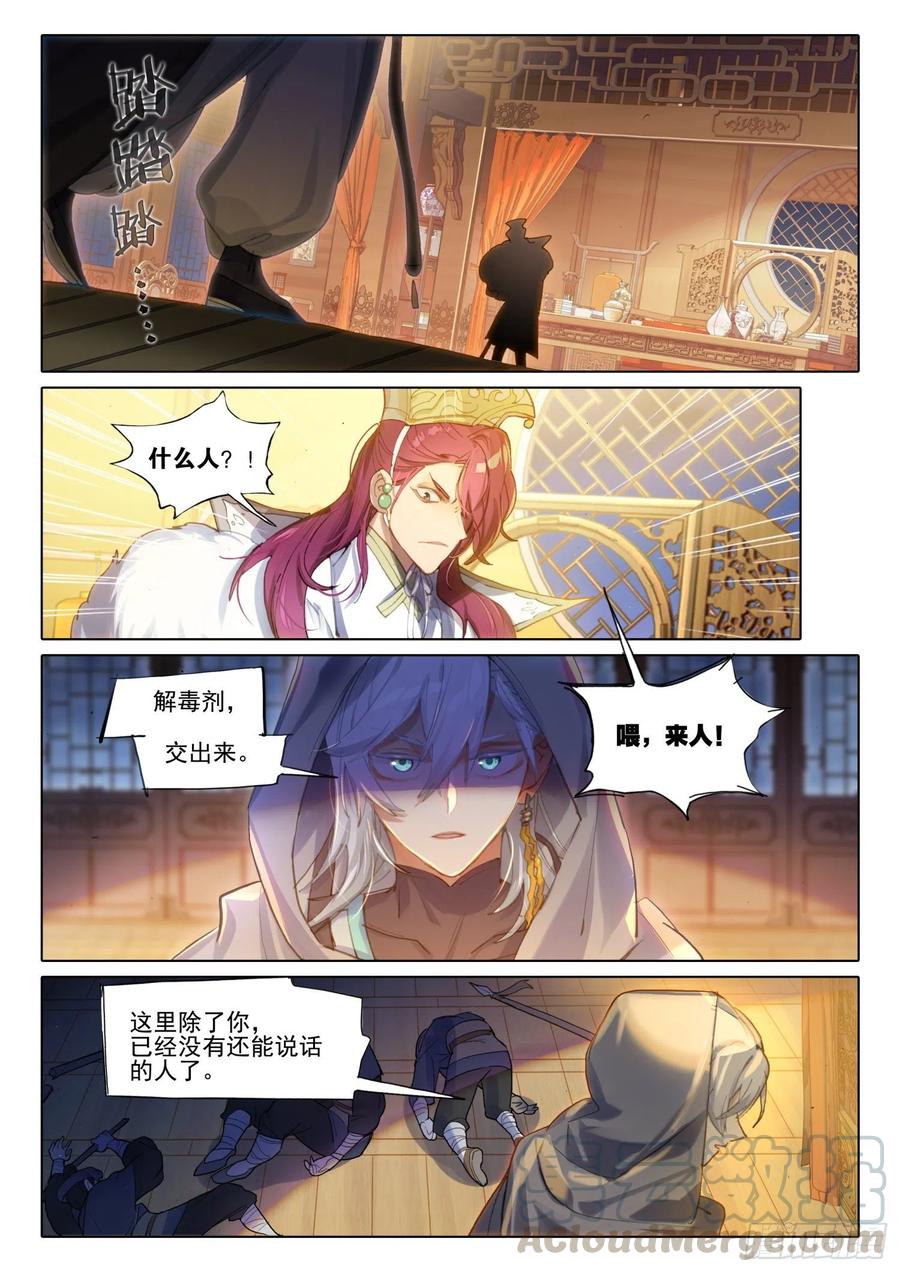 踏
踏
踏
什么人?!
解毒剂,
交出来。
喂,来人!
这里除了你,
已经没有还能说话
的人了。
AcloudMerge.com